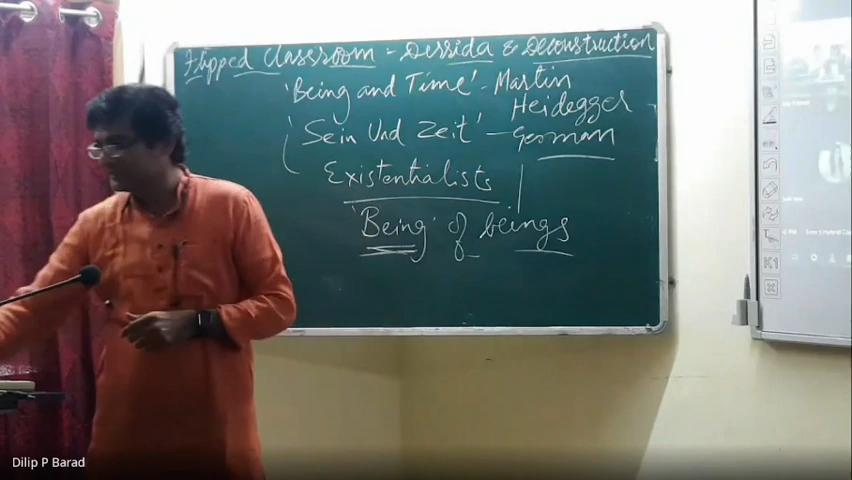 Flipped Classroom - Derrida & Deconstruction
'Being and Time' - Martin
Heidegger
'Sein Und Zeit' - German
Existentialists
'Being' of beings
K1
Dilip P Barad